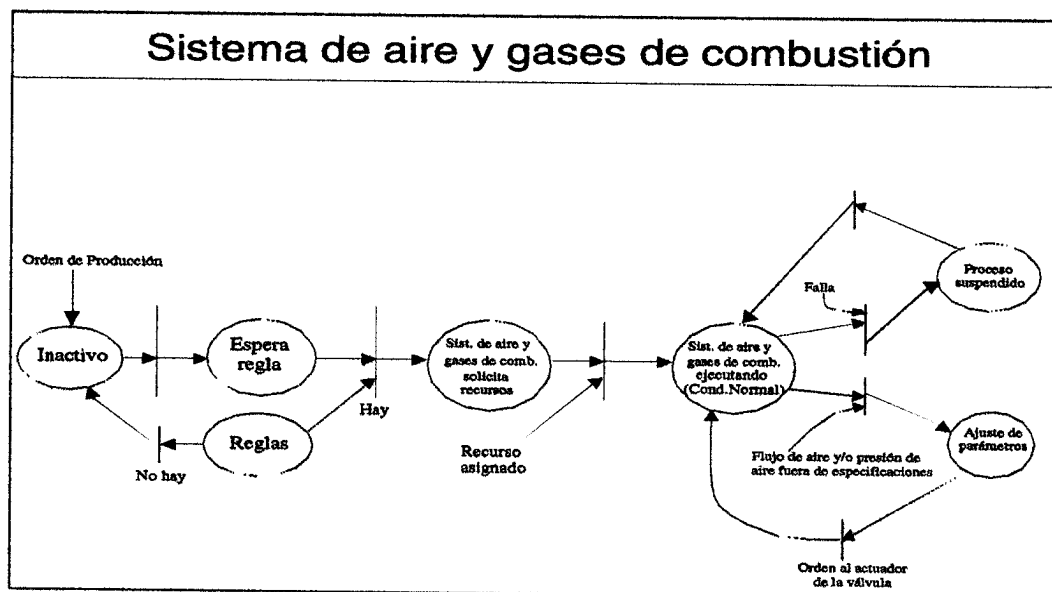 Sistema de aire y gases de combustión
Orden de Producción
Inactivo
Espera
regla
Reglas
No hay
Hay
Sist. de aire y
gases de comb.
solicita
recursos
Recurso
asignado
Sist. de aire y
gases de comb.
ejecutando
(Cond.Normal)
Falla
Proceso
suspendido
Flujo de aire y/o presión de
aire fuera de especificaciones
Ajuste de
parámetros
Orden al actuador
de la válvula